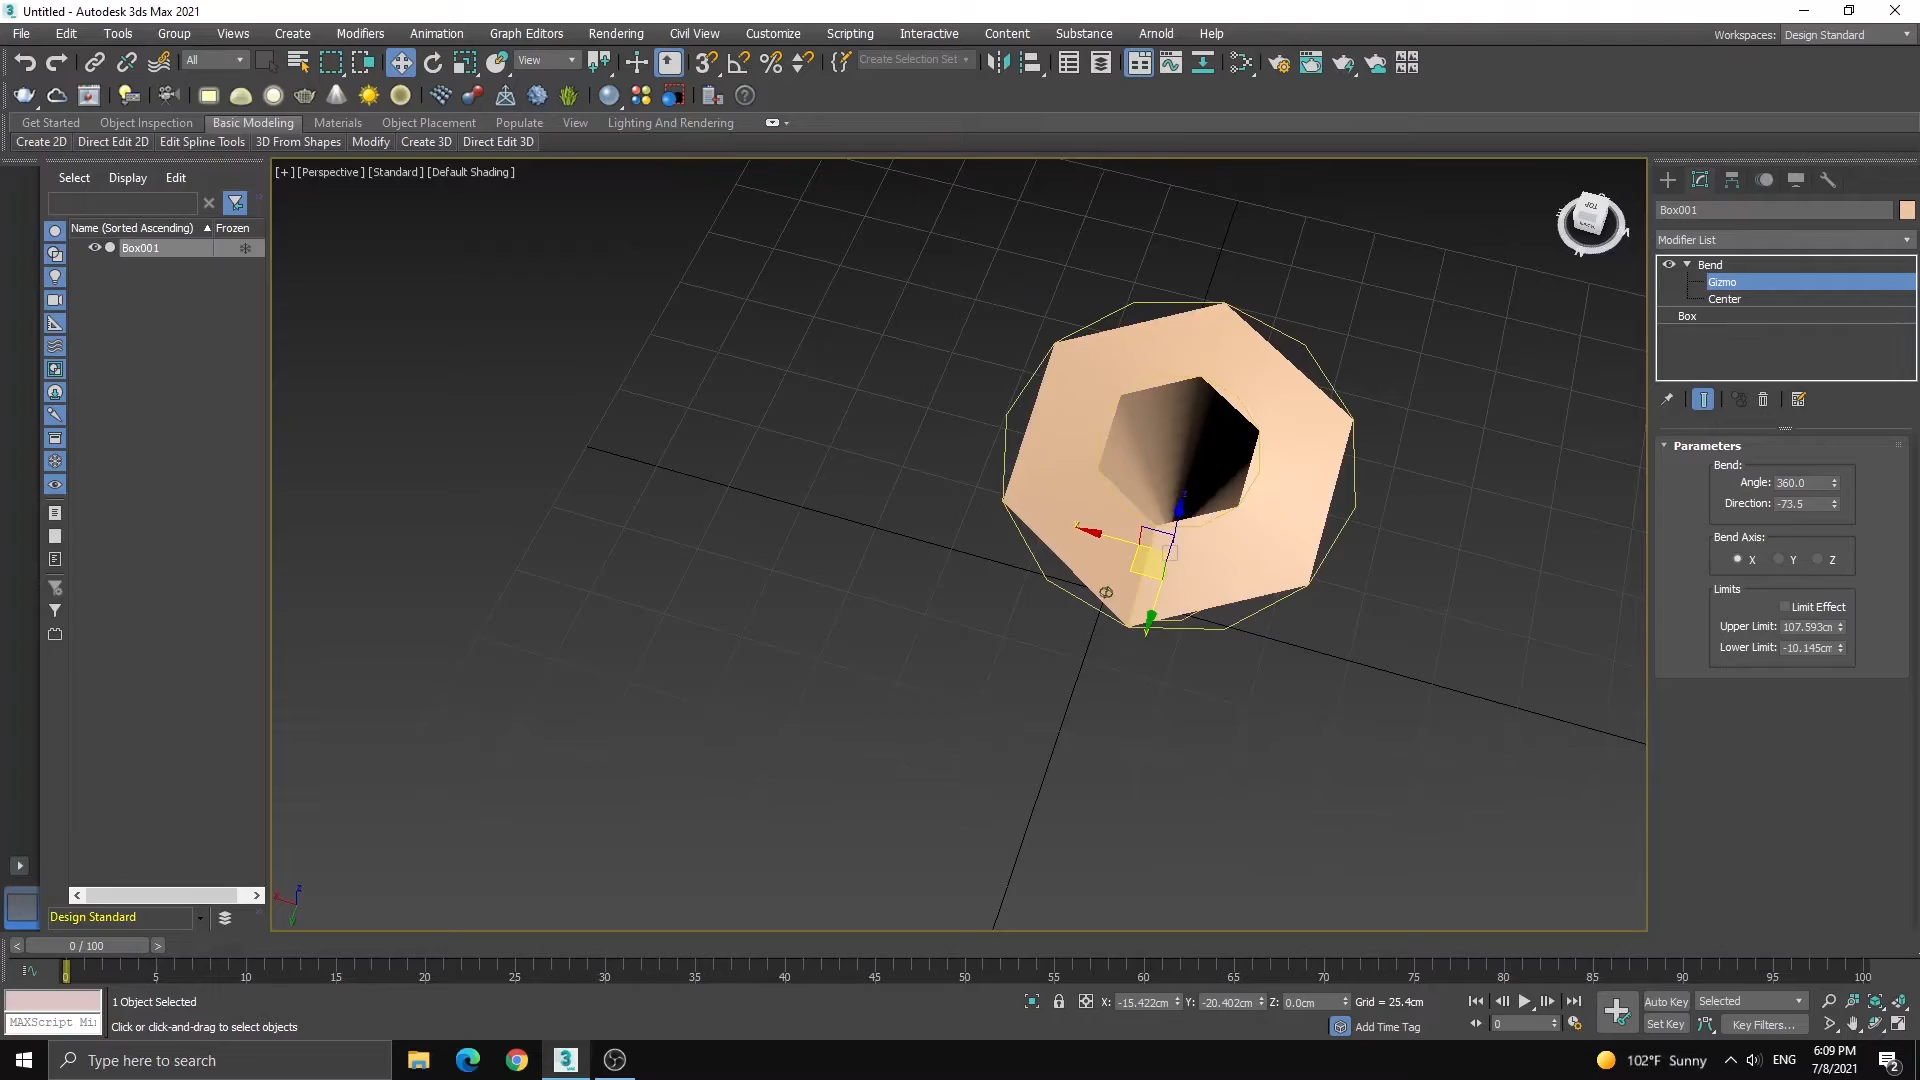 Untitled - Autodesk 3ds Max 2021
File Edit Tools Group Views Create Modifiers Animation Graph Editors Rendering Civil View Customize Scripting Interactive Content Substance Arnold Help
Workspaces: Design Standard
All View Create Selection Set
Get Started Object Inspection Basic Modeling Materials Object Placement Populate View Lighting And Rendering
Create 2D Direct Edit 2D Edit Spline Tools 3D From Shapes Modify Create 3D Direct Edit 3D
Select Display Edit
[+] [Perspective ] [Standard ] [Default Shading ]
Name (Sorted Ascending) Frozen
Box001
TOP
Box001
Modifier List
Bend
Gizmo
Center
Box
Parameters
Bend:
Angle: 360.0
Direction: -73.5
Bend Axis:
X Y Z
Limits
Limit Effect
Upper Limit: 107.593cm
Lower Limit: -10.145cm
Design Standard
0 / 100
0 5 10 15 20 25 30 35 40 45 50 55 60 65 70 75 80 85 90 95 100
1 Object Selected
X: -15.422cm Y: -20.402cm Z: 0.0cm Grid = 25.4cm
Auto Key Selected
MAXScript Mi
Click or click-and-drag to select objects
Add Time Tag
0
Set Key Key Filters...
Type here to search
102°F Sunny
ENG
6:09 PM
7/8/2021
2